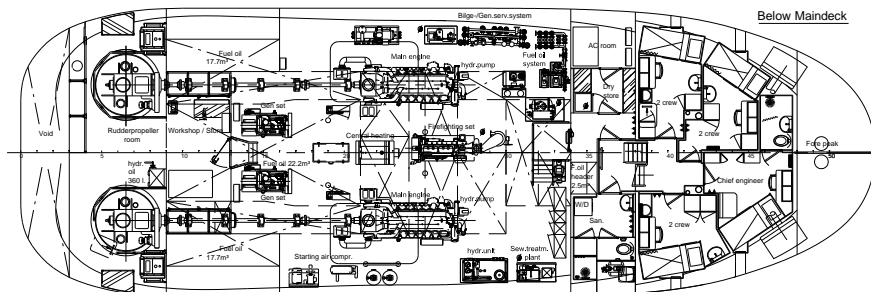 Below Maindeck
Bilge-/Gen.serv.system
Fuel oil
17.7m³
Main engine
Fuel oil
system
hydr.pump
AC room
Dry
store
Gen set
2 crew
Void
Rudderpropeller
room
Workshop / Store
Central heating
Firefighting set
2 crew
Fore peak
0
5
20
30
35
40
45
50
hydr.
oil
360 l.
Fuel oil 22.2m³
F.oil
header
2.5m³
Chief engineer
Gen set
Main engine
hydr.pump
W/D
San.
2 crew
Fuel oil
17.7m³
Starting air compr.
hydr.unit
Sew.treatm.
plant